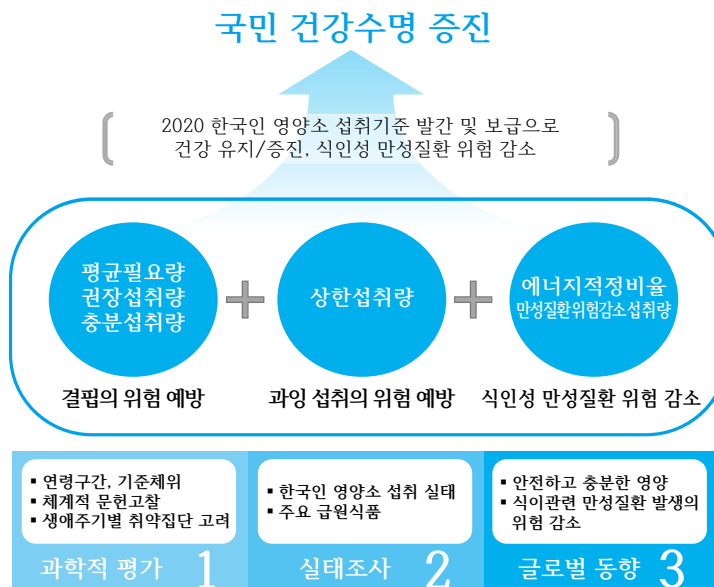 국민 건강수명 증진
2020 한국인 영양소 섭취기준 발간 및 보급으로
건강 유지/증진, 식인성 만성질환 위험 감소
평균필요량
권장섭취량
충분섭취량
+
상한섭취량
+
에너지적정비율
만성질환위험감소섭취량
결핍의 위험 예방
과잉 섭취의 위험 예방
식인성 만성질환 위험 감소
▪ 연령구간, 기준체위
▪ 체계적 문헌고찰
▪ 생애주기별 취약집단 고려
과학적 평가 1
▪ 한국인 영양소 섭취 실태
▪ 주요 급원식품
실태조사 2
▪ 안전하고 충분한 영양
▪ 식이관련 만성질환 발생의
위험 감소
글로벌 동향 3